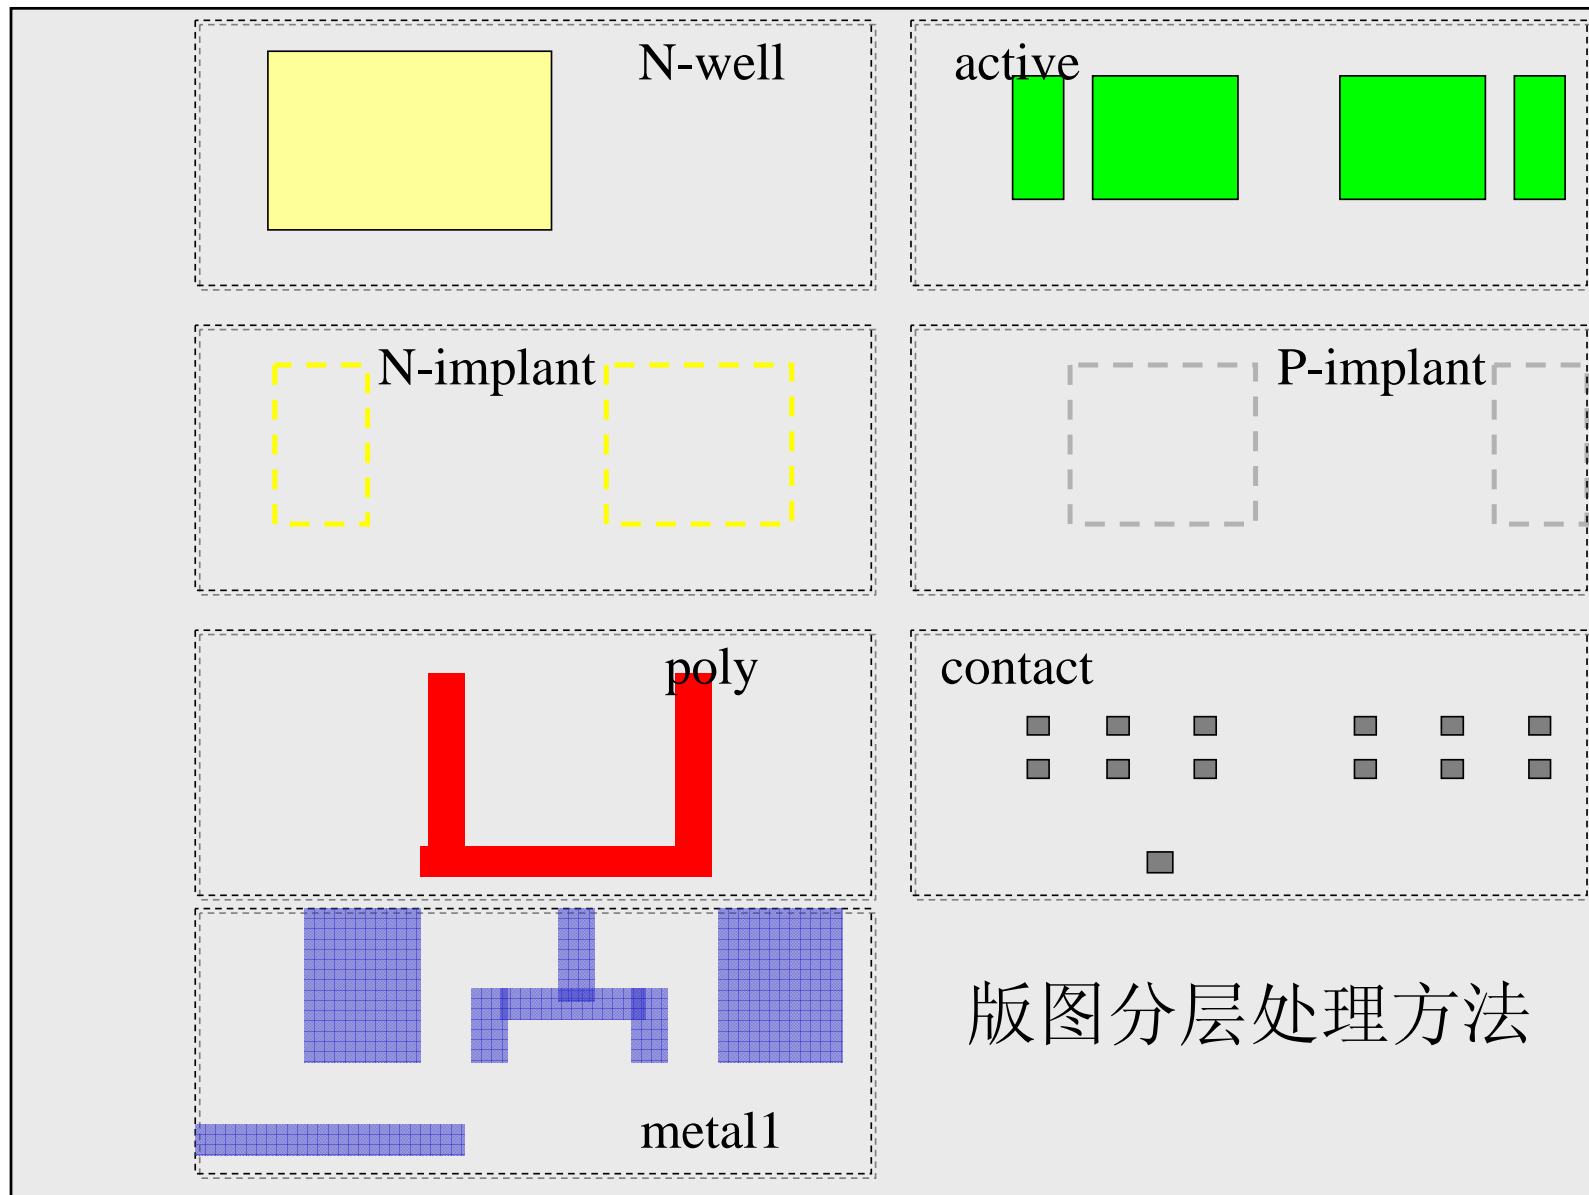 N-well
active
N-implant
P-implant
poly
contact
metal1
版图分层处理方法